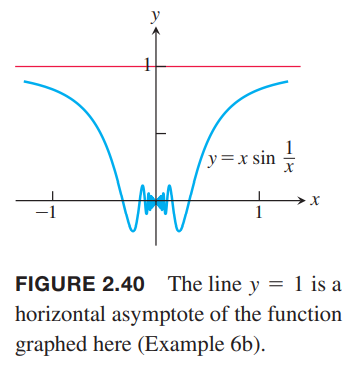 y
1
y = x sin 1/x
x
−1
1
FIGURE 2.40 The line y = 1 is a
horizontal asymptote of the function
graphed here (Example 6b).